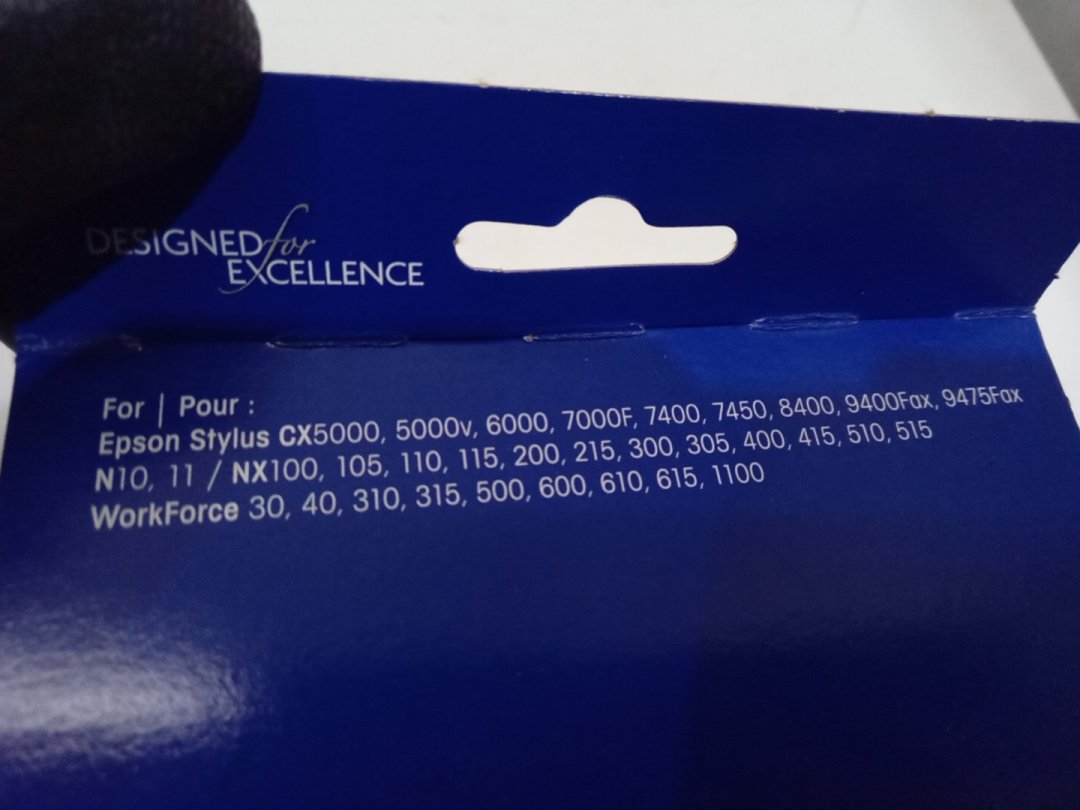 DESIGNED for
EXCELLENCE
For | Pour :
Epson Stylus CX5000, 5000v, 6000, 7000F, 7400, 7450, 8400, 9400Fax, 9475Fax
N10, 11 / NX100, 105, 110, 115, 200, 215, 300, 305, 400, 415, 510, 515
WorkForce 30, 40, 310, 315, 500, 600, 610, 615, 1100